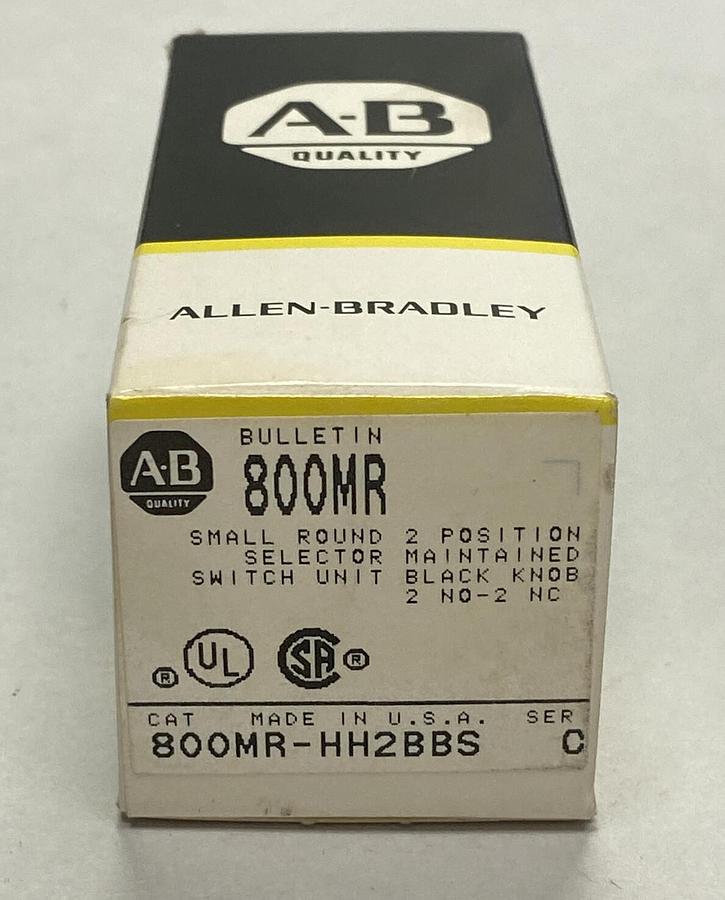 A-B
QUALITY
ALLEN-BRADLEY
A-B
QUALITY
BULLETIN
800MR
SMALL ROUND 2 POSITION
SELECTOR MAINTAINED
SWITCH UNIT BLACK KNOB
2 NO-2 NC
® UL SA ®
CAT MADE IN U.S.A. SER
800MR-HH2BBS C